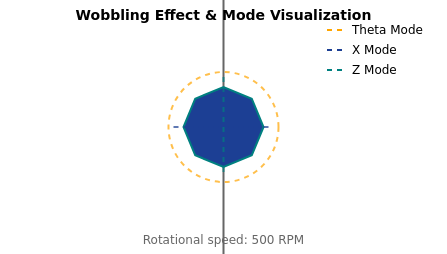 Wobbling Effect & Mode Visualization
Theta Mode
X Mode
Z Mode
Rotational speed: 500 RPM